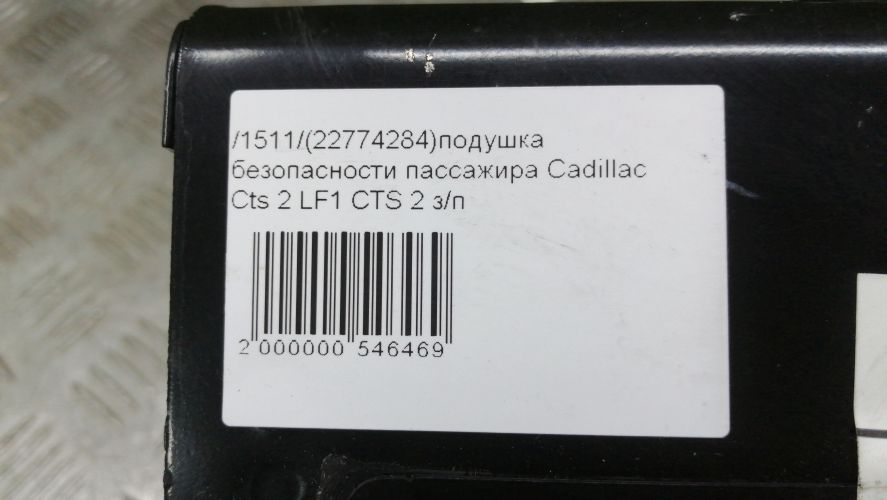 /1511/(22774284)подушка
безопасности пассажира Cadillac
Cts 2 LF1 CTS 2 з/п
2 000000 546469